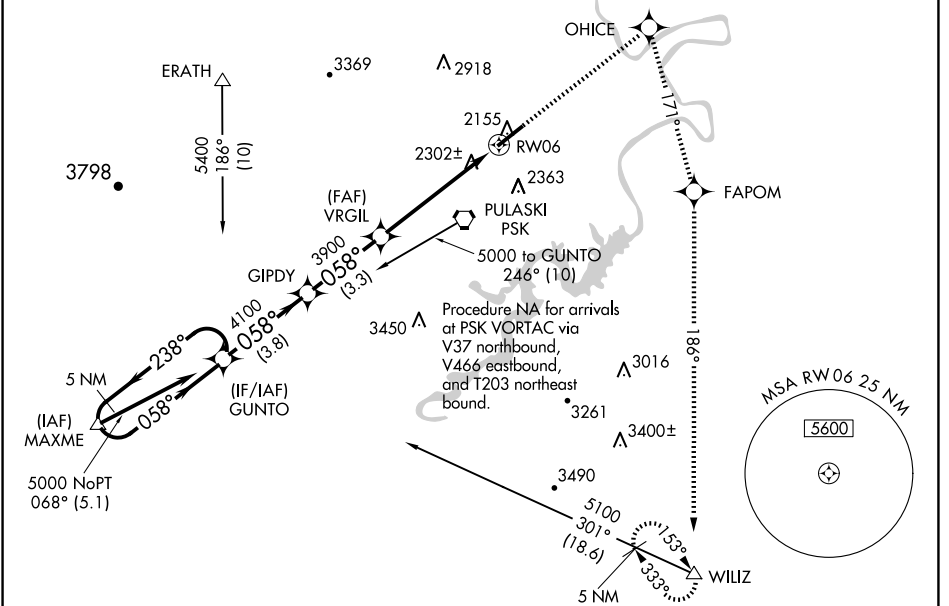 OHICE
3369
2918
ERATH
171°
5400
186°
(10)
2155
RW06
2302±
3798
2363
(FAF)
VRGIL
PULASKI
PSK
FAPOM
3900
058°
(3.3)
5000 to GUNTO
246° (10)
GIPDY
4100
058°
(3.8)
3450
Procedure NA for arrivals
at PSK VORTAC via
V37 northbound,
V466 eastbound,
and T203 northeast
bound.
186°
238°
5 NM
058°
(IF/IAF)
GUNTO
3016
(IAF)
MAXME
3261
3400±
MSA RW06 25 NM
5600
5000 NoPT
068° (5.1)
3490
5100
301°
(18.6)
153°
333°
WILIZ
5 NM